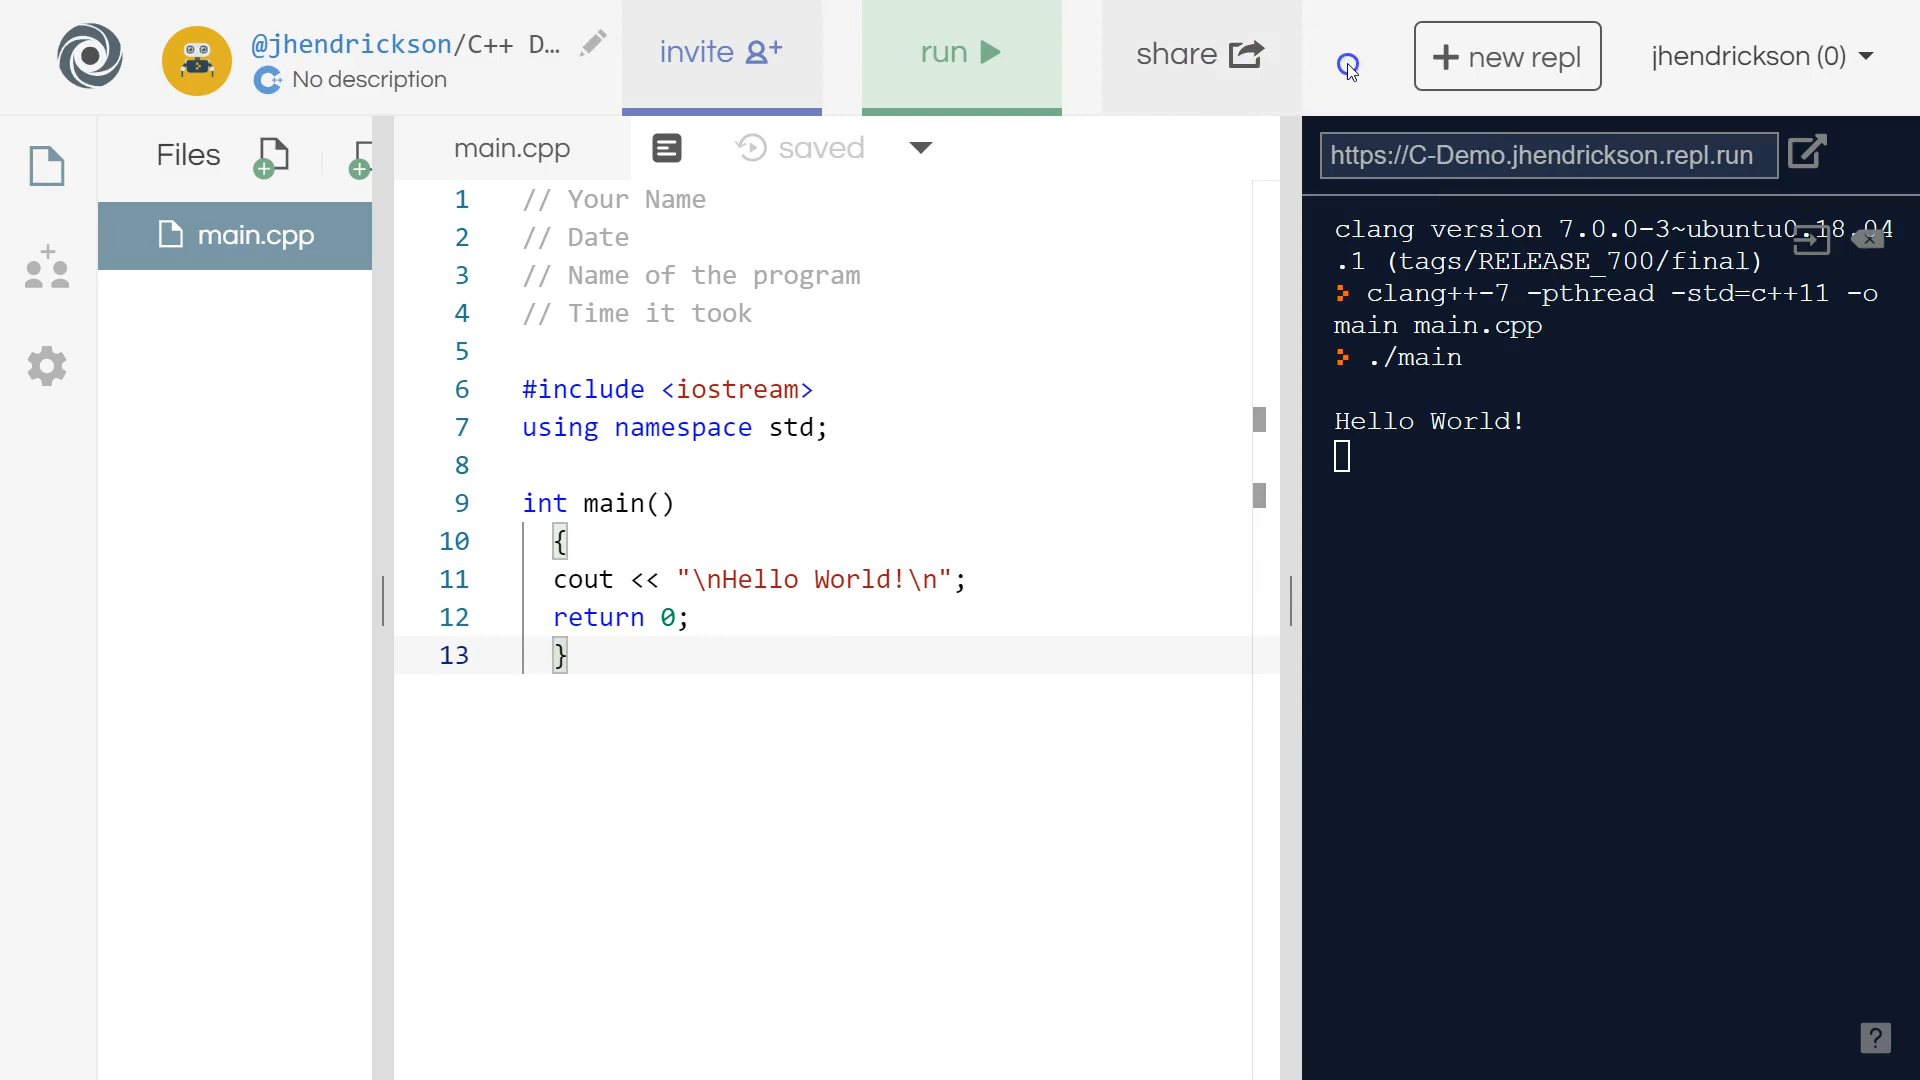 @jhendrickson/C++ D...
No description
invite
run
share
+ new repl
jhendrickson (0)
Files
main.cpp
main.cpp
saved
1 // Your Name
2 // Date
3 // Name of the program
4 // Time it took
5
6 #include <iostream>
7 using namespace std;
8
9 int main()
10 {
11 cout << "\nHello World!\n";
12 return 0;
13 }
https://C-Demo.jhendrickson.repl.run
clang version 7.0.0-3~ubuntu0.18.04
.1 (tags/RELEASE_700/final)
clang++-7 -pthread -std=c++11 -o
main main.cpp
./main
Hello World!
?